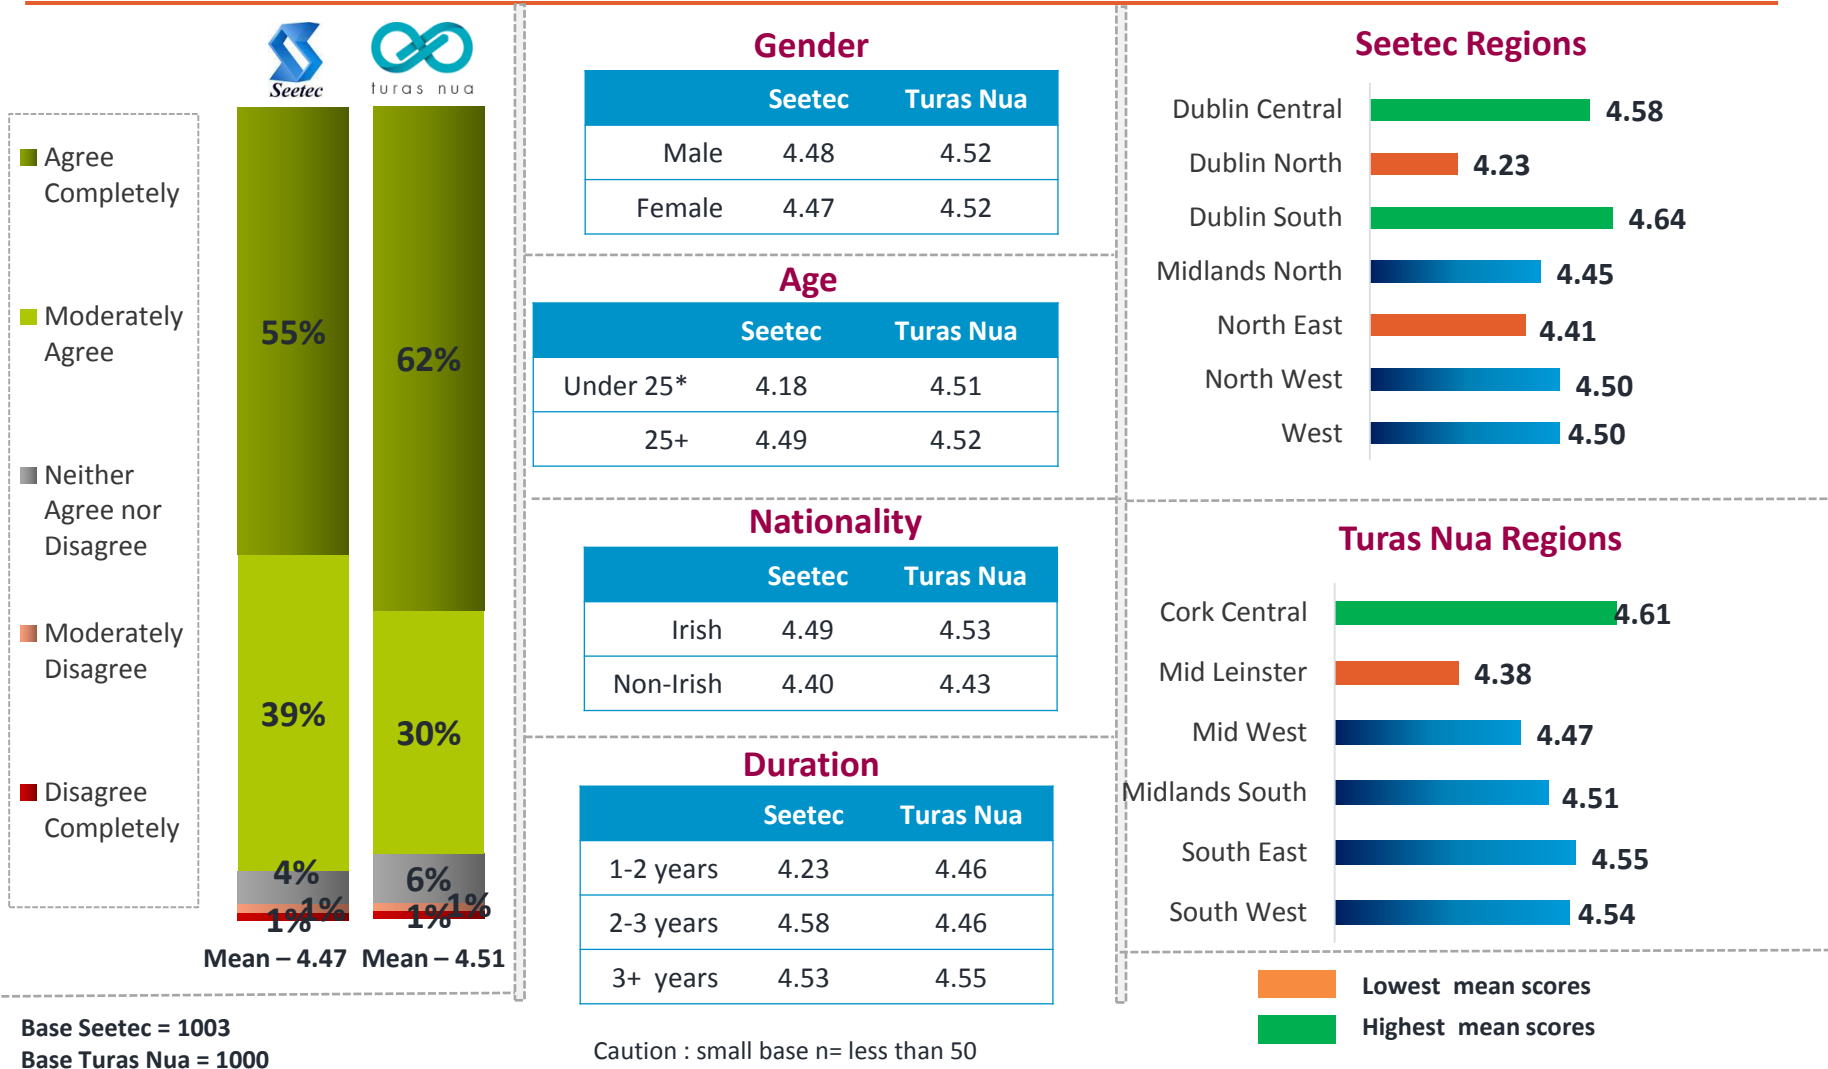 Seetec
turas nua
Agree
Completely
Moderately
Agree
Neither
Agree nor
Disagree
Moderately
Disagree
Disagree
Completely
55%
62%
39%
30%
4%
6%
1%
1%
1%
1%
Mean – 4.47 Mean – 4.51
Base Seetec = 1003
Base Turas Nua = 1000
Gender
Seetec Turas Nua
Male 4.48 4.52
Female 4.47 4.52
Age
Seetec Turas Nua
Under 25* 4.18 4.51
25+ 4.49 4.52
Nationality
Seetec Turas Nua
Irish 4.49 4.53
Non-Irish 4.40 4.43
Duration
Seetec Turas Nua
1-2 years 4.23 4.46
2-3 years 4.58 4.46
3+ years 4.53 4.55
Caution : small base n= less than 50
Seetec Regions
Dublin Central 4.58
Dublin North 4.23
Dublin South 4.64
Midlands North 4.45
North East 4.41
North West 4.50
West 4.50
Turas Nua Regions
Cork Central 4.61
Mid Leinster 4.38
Mid West 4.47
Midlands South 4.51
South East 4.55
South West 4.54
Lowest mean scores
Highest mean scores